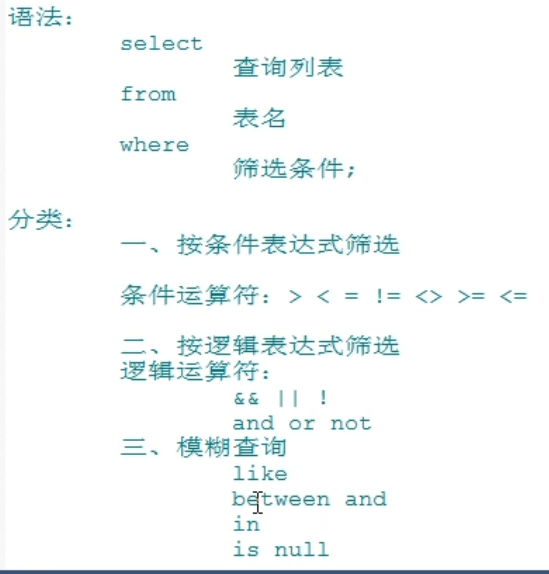 语法:
select
查询列表
from
表名
where
筛选条件;
分类:
一、按条件表达式筛选
条件运算符: > < = != <> >= <=
二、按逻辑表达式筛选
逻辑运算符:
&& || !
and or not
三、模糊查询
like
between and
in
is null